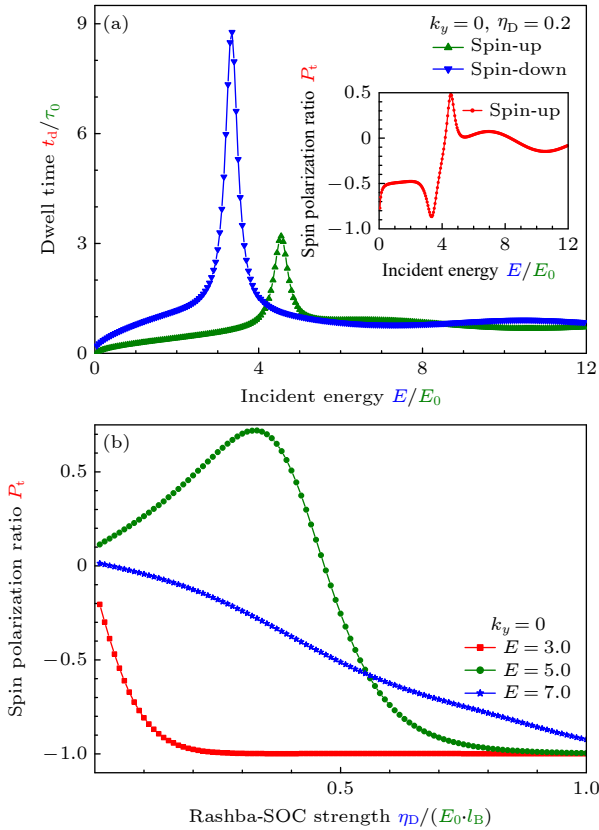 (a)
k_y = 0, η_D = 0.2
Spin-up
Spin-down
Dwell time t_d/τ_0
9
6
3
0
0
4
8
12
Incident energy E/E_0
Spin polarization ratio P_t
0.5
0
−0.5
−1.0
Spin-up
0
4
8
12
Incident energy E/E_0
(b)
Spin polarization ratio P_t
0.5
0
−0.5
−1.0
k_y = 0
E = 3.0
E = 5.0
E = 7.0
0.5
1.0
Rashba-SOC strength η_D/(E_0·l_B)